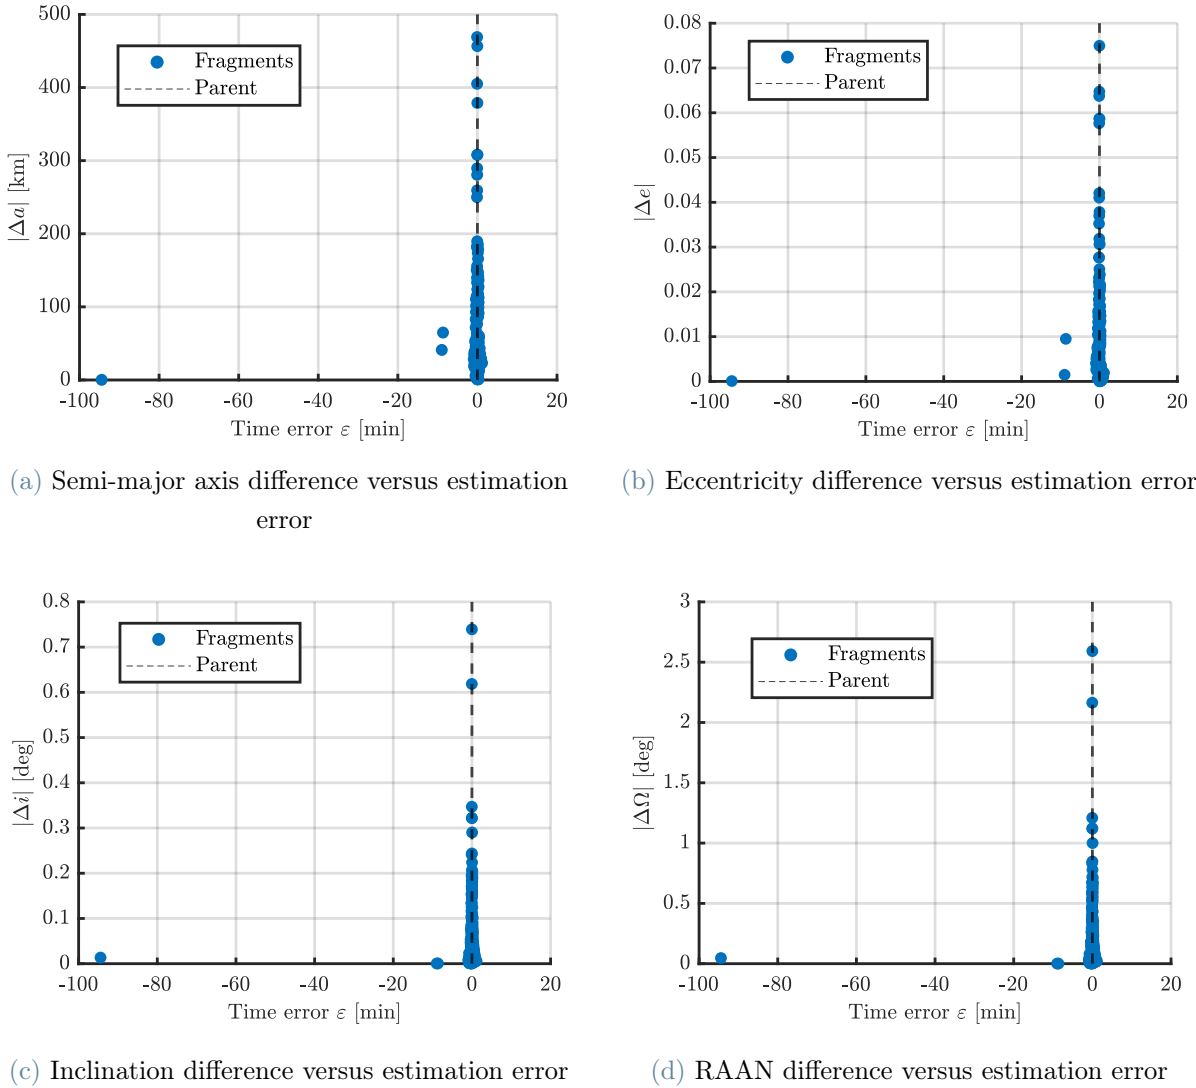 500
400
300
200
100
0
|Δa| [km]
Fragments
Parent
-100 -80 -60 -40 -20 0 20
Time error ε [min]
(a) Semi-major axis difference versus estimation
error
0.08
0.07
0.06
0.05
0.04
0.03
0.02
0.01
0
|Δe|
Fragments
Parent
-100 -80 -60 -40 -20 0 20
Time error ε [min]
(b) Eccentricity difference versus estimation error
0.8
0.7
0.6
0.5
0.4
0.3
0.2
0.1
0
|Δi| [deg]
Fragments
Parent
-100 -80 -60 -40 -20 0 20
Time error ε [min]
(c) Inclination difference versus estimation error
3
2.5
2
1.5
1
0.5
0
|ΔΩ| [deg]
Fragments
Parent
-100 -80 -60 -40 -20 0 20
Time error ε [min]
(d) RAAN difference versus estimation error